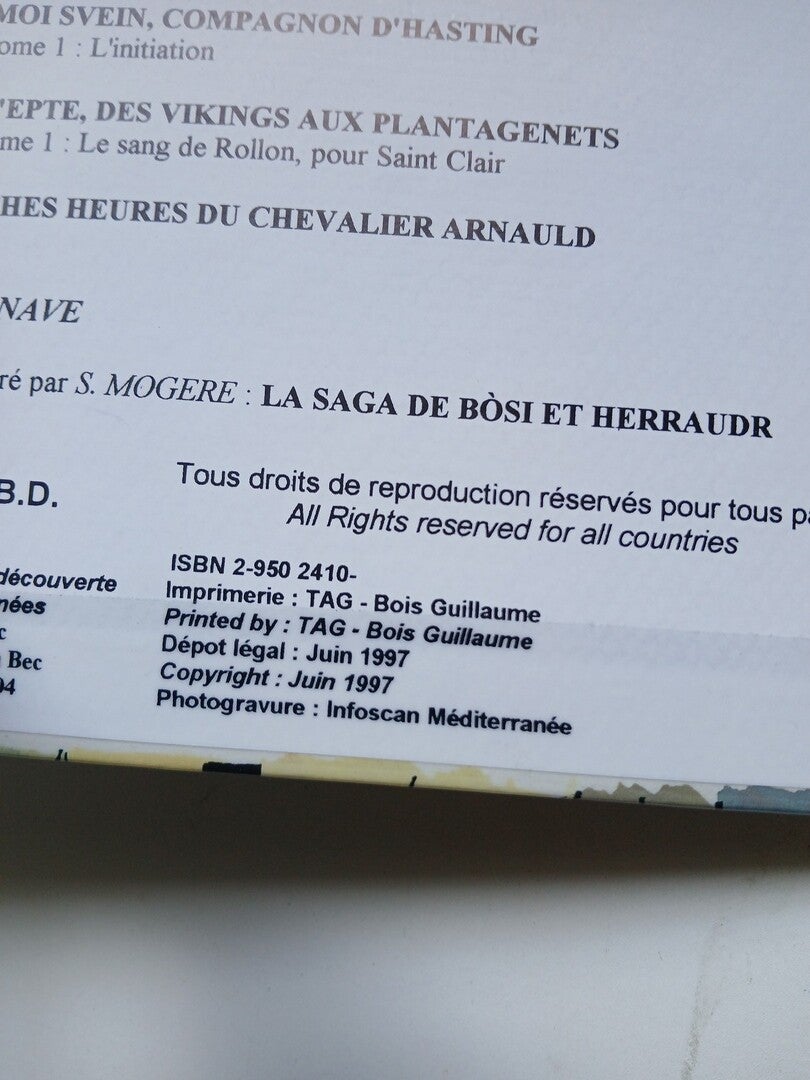 MOI SVEIN, COMPAGNON D'HASTING
ome 1 : L'initiation
'EPTE, DES VIKINGS AUX PLANTAGENETS
me 1 : Le sang de Rollon, pour Saint Clair
HES HEURES DU CHEVALIER ARNAULD
NAVE
ré par S. MOGERE : LA SAGA DE BÒSI ET HERRAUDR
B.D.
Tous droits de reproduction réservés pour tous pa
All Rights reserved for all countries
découverte
nées
c
Bec
94
ISBN 2-950 2410-
Imprimerie : TAG - Bois Guillaume
Printed by : TAG - Bois Guillaume
Dépot légal : Juin 1997
Copyright : Juin 1997
Photogravure : Infoscan Méditerranée